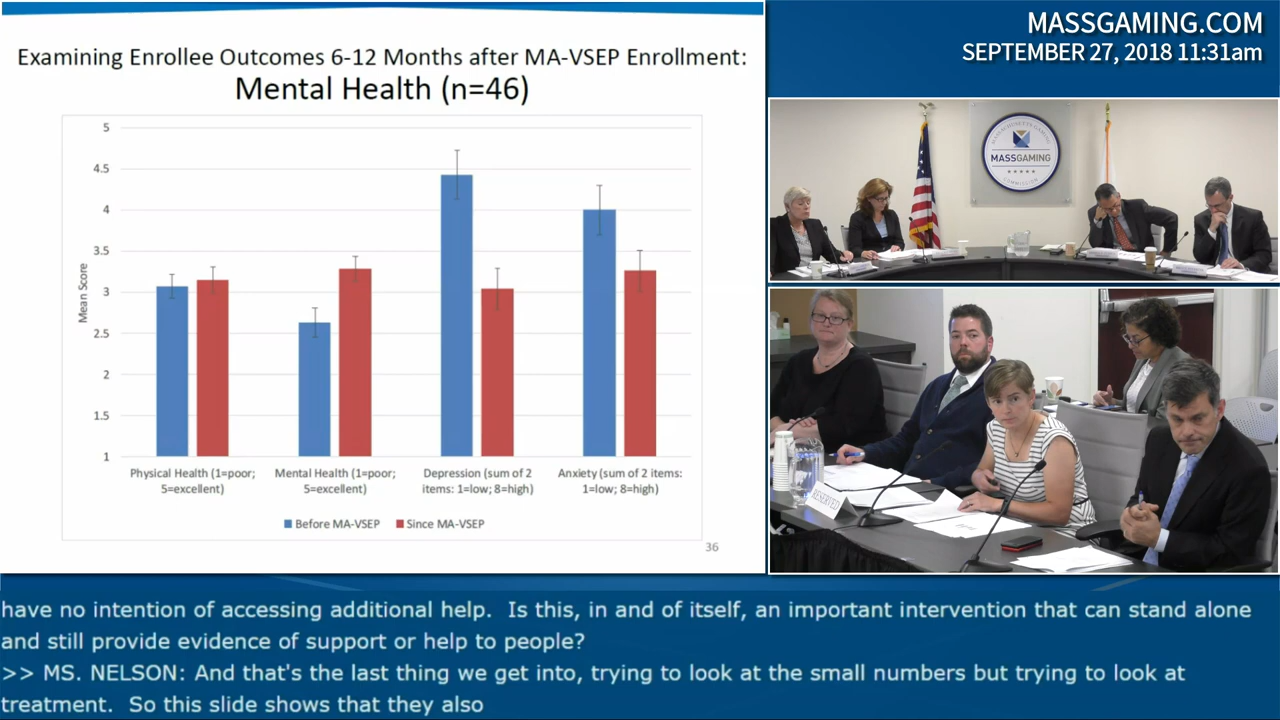 MASSGAMING.COM
SEPTEMBER 27, 2018 11:31am
Examining Enrollee Outcomes 6-12 Months after MA-VSEP Enrollment:
Mental Health (n=46)
5
4.5
4
3.5
3
2.5
2
1.5
1
Mean Score
Physical Health (1=poor;
5=excellent)
Mental Health (1=poor;
5=excellent)
Depression (sum of 2
items: 1=low; 8=high)
Anxiety (sum of 2 items:
1=low; 8=high)
Before MA-VSEP
Since MA-VSEP
36
MASSACHUSETTS GAMING
MASSGAMING
COMMISSION
RESERVED
have no intention of accessing additional help.  Is this, in and of itself, an important intervention that can stand alone
and still provide evidence of support or help to people?
>> MS. NELSON: And that's the last thing we get into, trying to look at the small numbers but trying to look at
treatment.  So this slide shows that they also